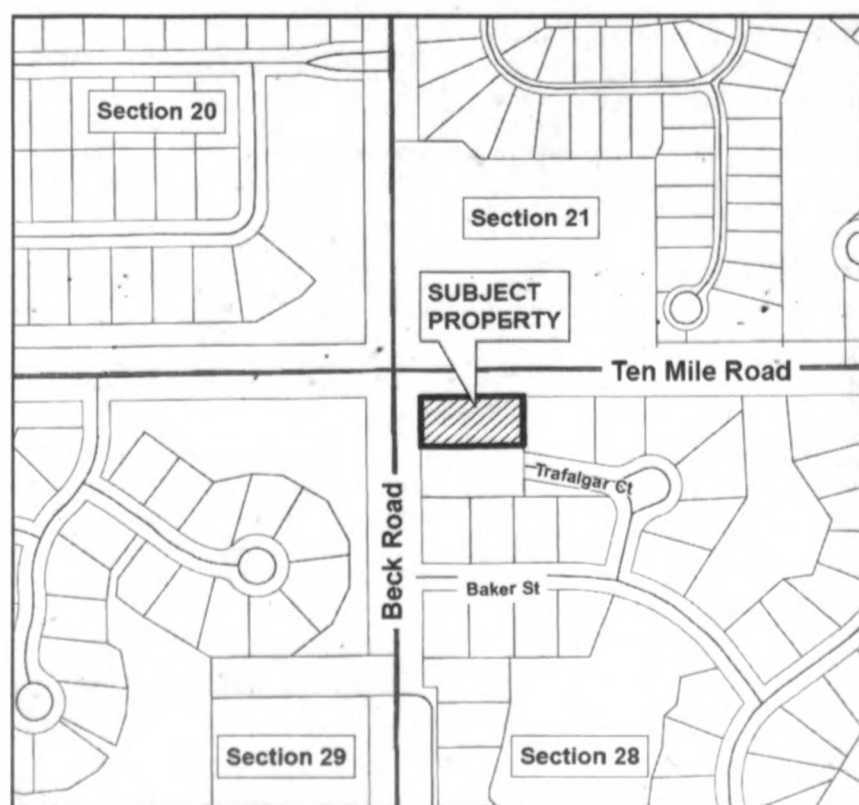 Section 20
Section 21
SUBJECT
PROPERTY
Ten Mile Road
Trafalgar Ct
Beck Road
Baker St
Section 29
Section 28